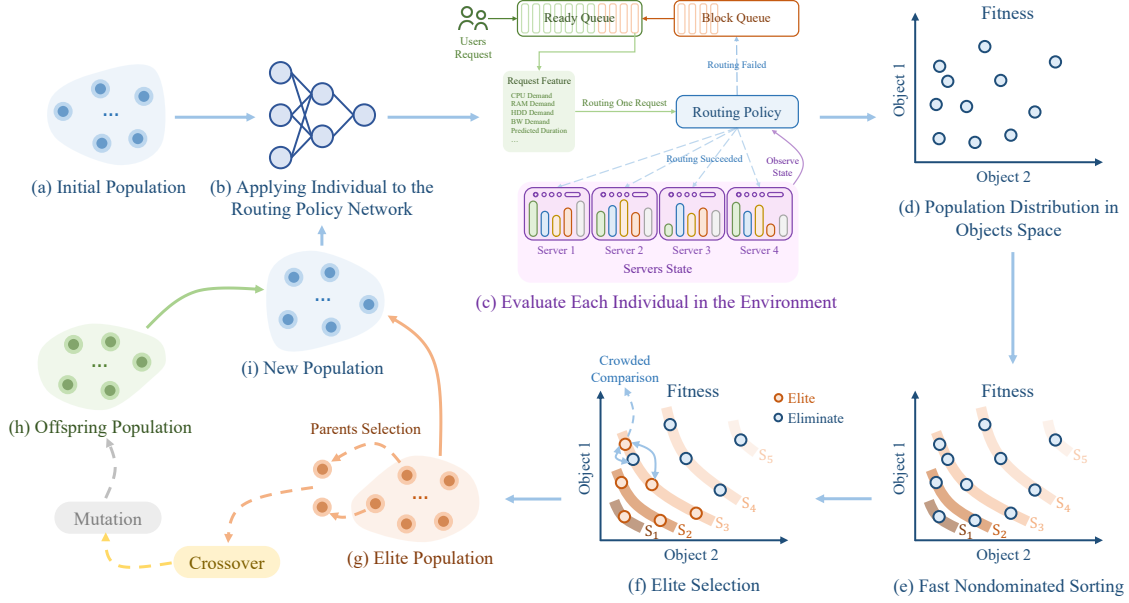 Users
Request
Ready Queue
Block Queue
Routing Failed
Request Feature
CPU Demand
RAM Demand
HDD Demand
BW Demand
Predicted Duration
...
Routing One Request
Routing Policy
Routing Succeeded
Observe
State
Server 1
Server 2
Server 3
Server 4
Servers State
...
(a) Initial Population
(b) Applying Individual to the
Routing Policy Network
(c) Evaluate Each Individual in the Environment
Fitness
Object 1
Object 2
(d) Population Distribution in
Objects Space
...
(i) New Population
...
(h) Offspring Population
Mutation
Crossover
Parents Selection
...
(g) Elite Population
Crowded
Comparison
Fitness
Elite
Eliminate
Object 1
S1
S2
S3
S4
S5
Object 2
(f) Elite Selection
Fitness
Object 1
S1
S2
S3
S4
S5
Object 2
(e) Fast Nondominated Sorting